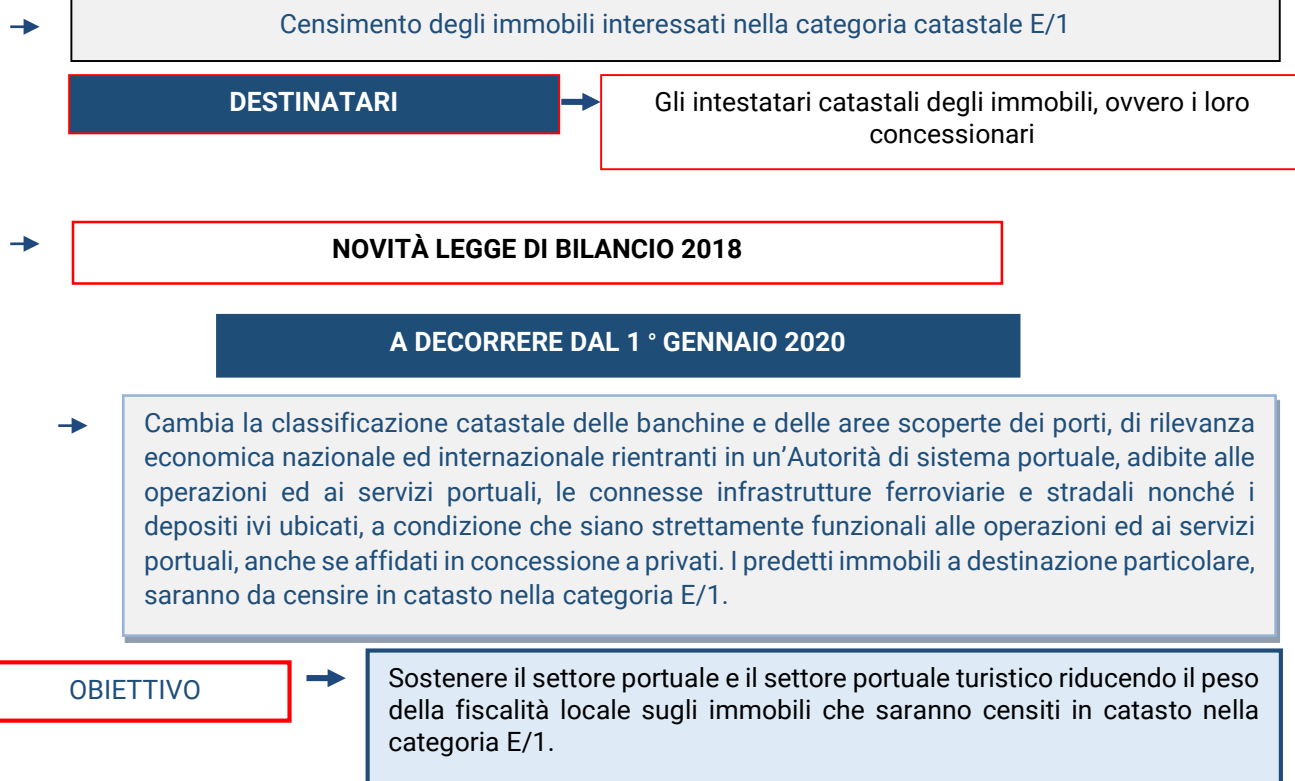 Censimento degli immobili interessati nella categoria catastale E/1
DESTINATARI
Gli intestatari catastali degli immobili, ovvero i loro
concessionari
NOVITÀ LEGGE DI BILANCIO 2018
A DECORRERE DAL 1 ° GENNAIO 2020
Cambia la classificazione catastale delle banchine e delle aree scoperte dei porti, di rilevanza
economica nazionale ed internazionale rientranti in un'Autorità di sistema portuale, adibite alle
operazioni ed ai servizi portuali, le connesse infrastrutture ferroviarie e stradali nonché i
depositi ivi ubicati, a condizione che siano strettamente funzionali alle operazioni ed ai servizi
portuali, anche se affidati in concessione a privati. I predetti immobili a destinazione particolare,
saranno da censire in catasto nella categoria E/1.
OBIETTIVO
Sostenere il settore portuale e il settore portuale turistico riducendo il peso
della fiscalità locale sugli immobili che saranno censiti in catasto nella
categoria E/1.